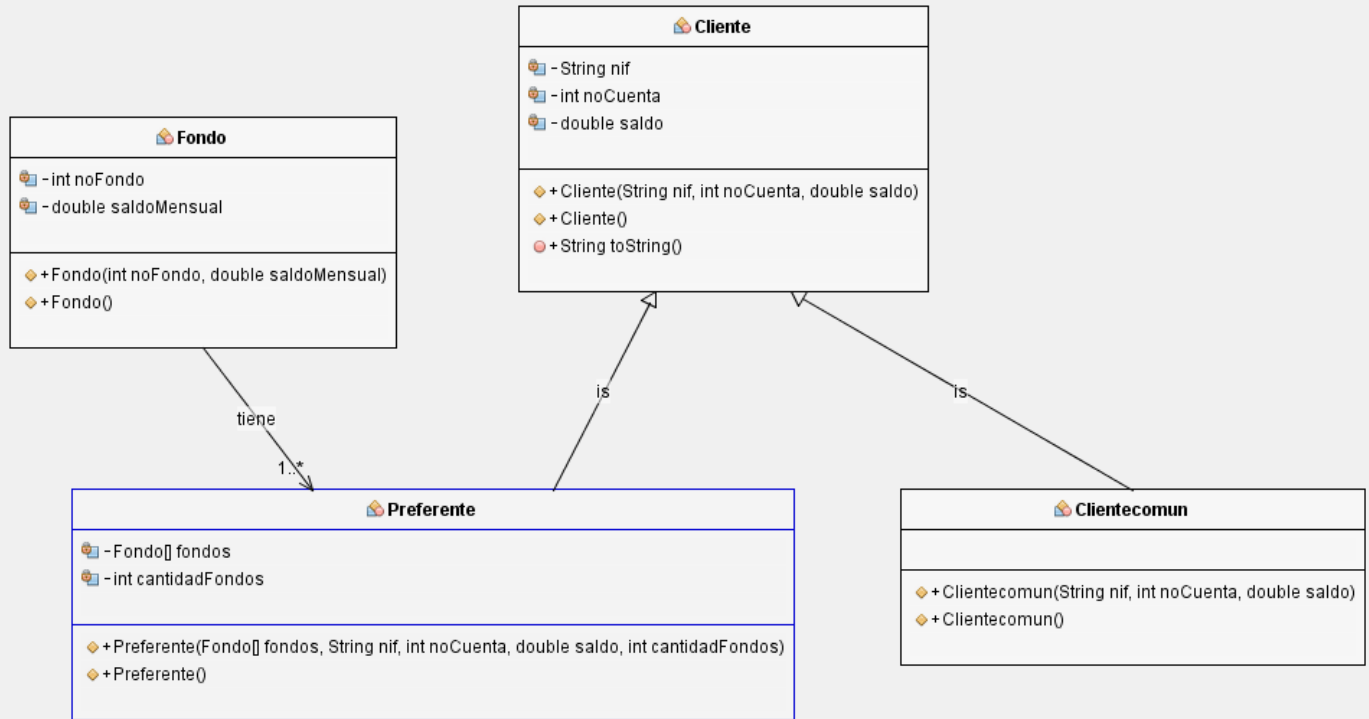 Cliente
-String nif
-int noCuenta
-double saldo
+Cliente(String nif, int noCuenta, double saldo)
+Cliente()
+String toString()
Fondo
-int noFondo
-double saldoMensual
+Fondo(int noFondo, double saldoMensual)
+Fondo()
tiene
1..*
is
is
Preferente
-Fondo[] fondos
-int cantidadFondos
+Preferente(Fondo[] fondos, String nif, int noCuenta, double saldo, int cantidadFondos)
+Preferente()
Clientecomun
+Clientecomun(String nif, int noCuenta, double saldo)
+Clientecomun()